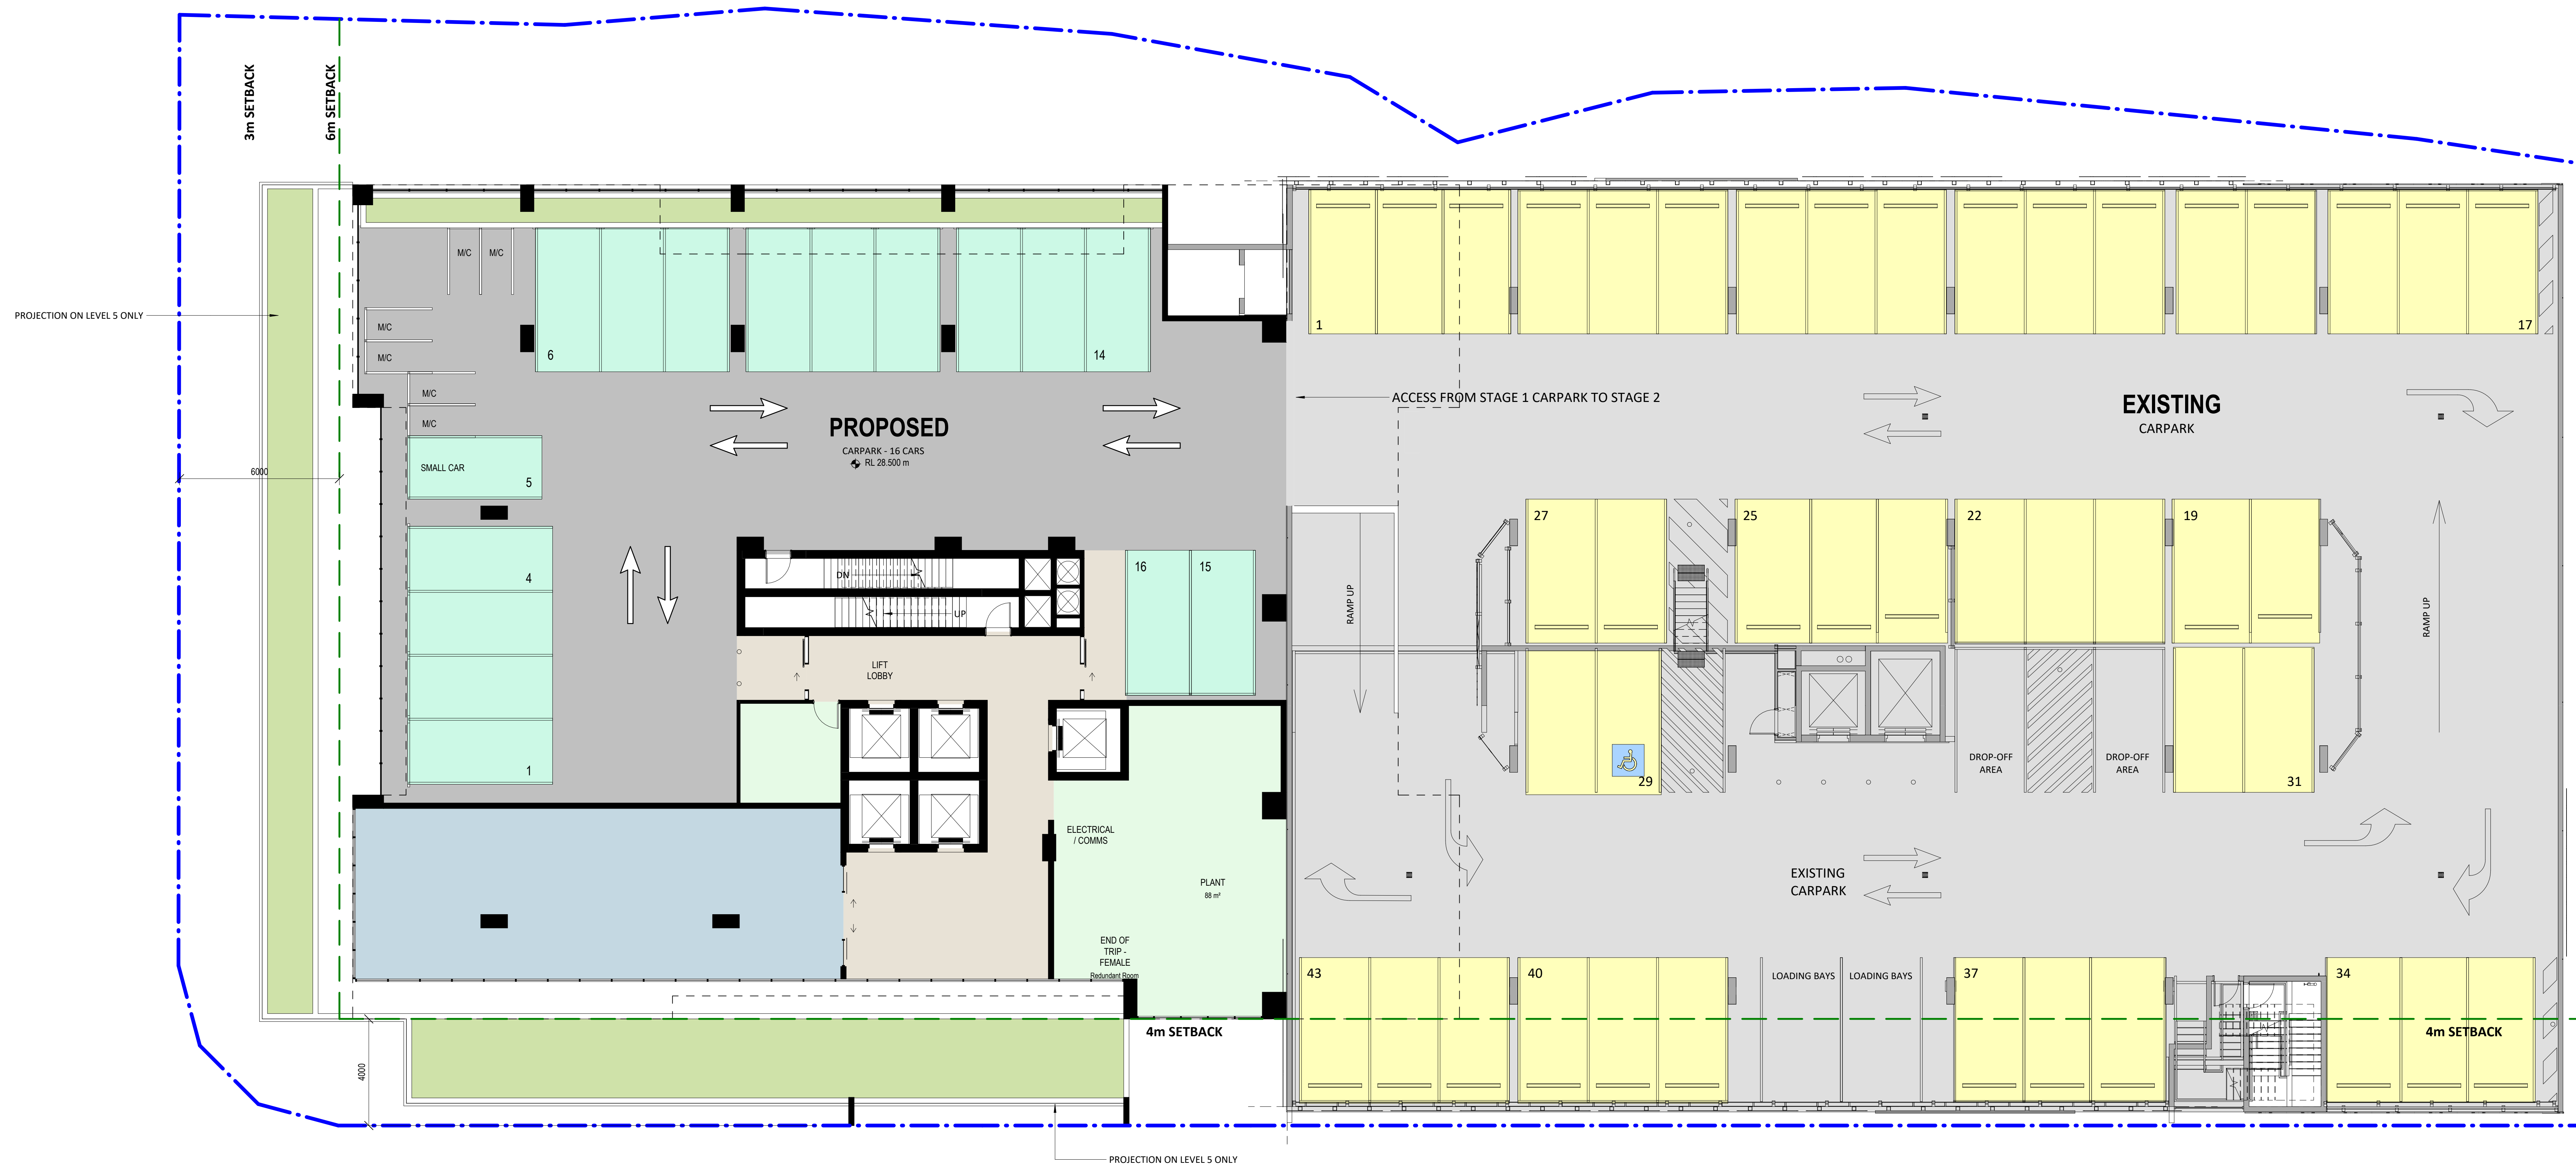 3m SETBACK
6m SETBACK
PROJECTION ON LEVEL 5 ONLY
M/C
M/C
M/C
M/C
M/C
M/C
6
14
SMALL CAR
5
4
1
6000
PROPOSED
CARPARK - 16 CARS
RL 28.500 m
DN
UP
16
15
LIFT
LOBBY
ELECTRICAL
/ COMMS
PLANT
88 m²
END OF
TRIP -
FEMALE
Redundant Room
4m SETBACK
4000
PROJECTION ON LEVEL 5 ONLY
1
17
ACCESS FROM STAGE 1 CARPARK TO STAGE 2
EXISTING
CARPARK
27
25
22
19
RAMP UP
RAMP UP
29
DROP-OFF
AREA
DROP-OFF
AREA
31
EXISTING
CARPARK
43
40
LOADING BAYS
LOADING BAYS
37
34
4m SETBACK